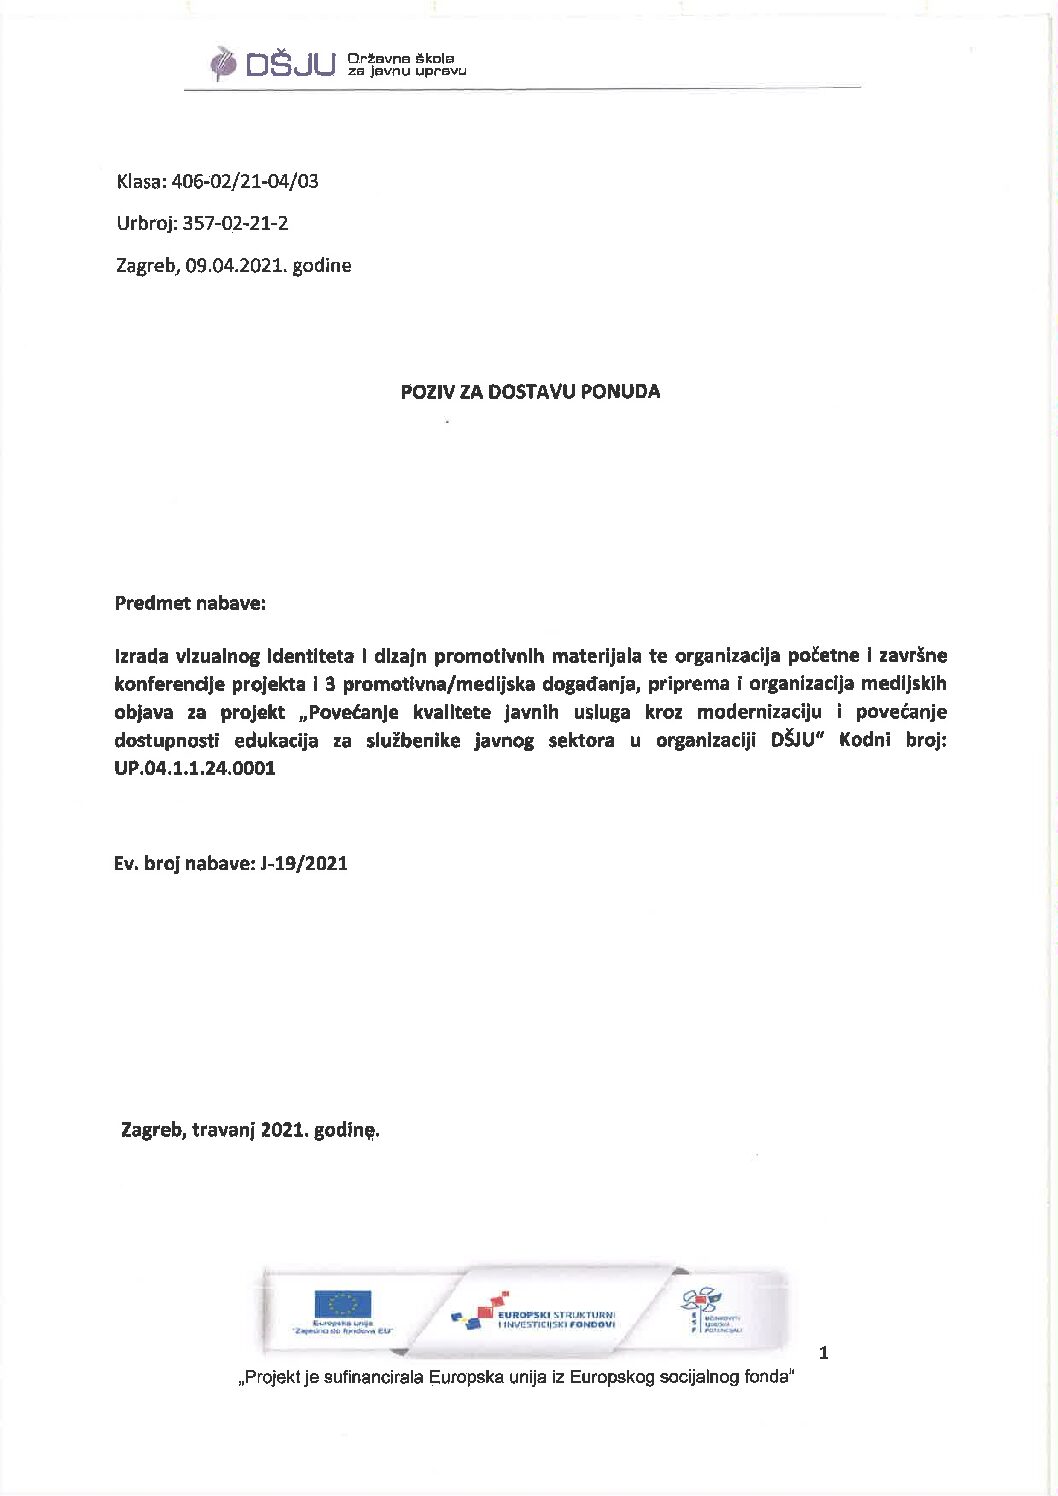 DŠJU Državna škola
za javnu upravu
Klasa: 406-02/21-04/03
Urbroj: 357-02-21-2
Zagreb, 09.04.2021. godine
POZIV ZA DOSTAVU PONUDA
Predmet nabave:
Izrada vizualnog identiteta i dizajn promotivnih materijala te organizacija početne i završne
konferencije projekta i 3 promotivna/medijska događanja, priprema i organizacija medijskih
objava za projekt „Povećanje kvalitete javnih usluga kroz modernizaciju i povećanje
dostupnosti edukacija za službenike javnog sektora u organizaciji DŠJU“ Kodni broj:
UP.04.1.1.24.0001
Ev. broj nabave: J-19/2021
Zagreb, travanj 2021. godine.
Europska unija
"Zajedno do fondova EU"
EUROPSKI STRUKTURNI
I INVESTICIJSKI FONDOVI
UČINKOVITI
LJUDSKI
POTENCIJALI
1
„Projekt je sufinancirala Europska unija iz Europskog socijalnog fonda“